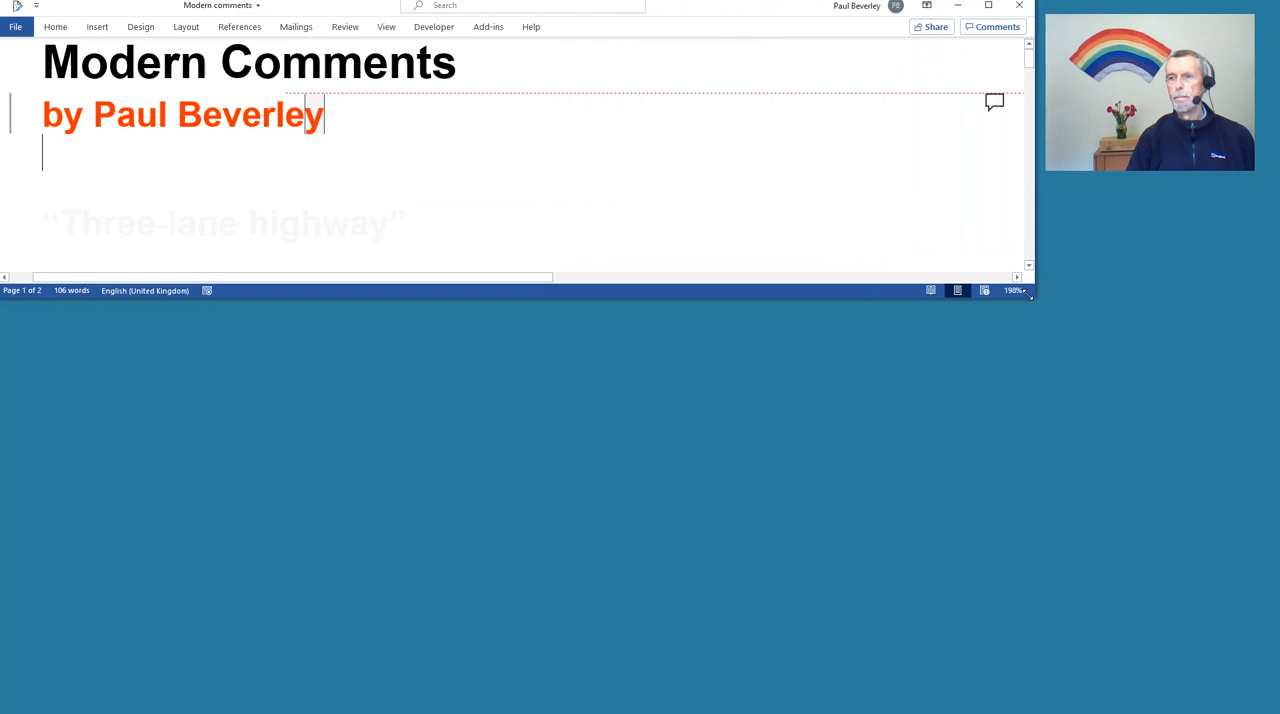 Modern comments
Search
Paul Beverley
PB
File
Home
Insert
Design
Layout
References
Mailings
Review
View
Developer
Add-ins
Help
Share
Comments
Modern Comments
by Paul Beverley
“Three-lane highway”
Page 1 of 2
106 words
English (United Kingdom)
198%